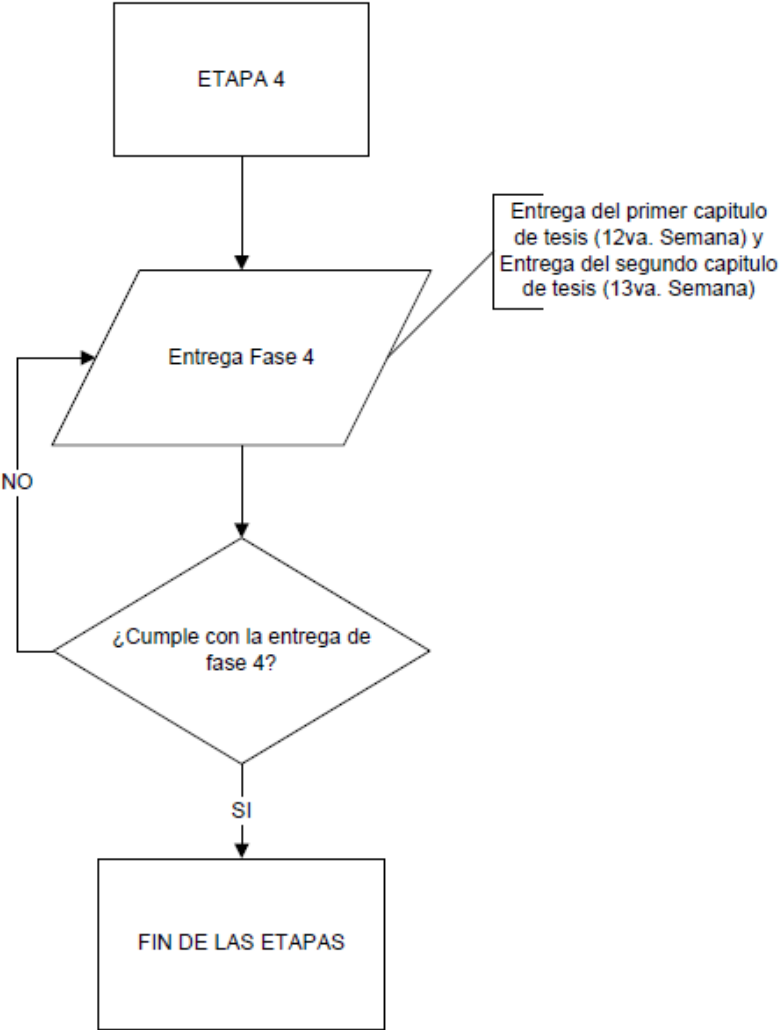 ETAPA 4
Entrega del primer capitulo
de tesis (12va. Semana) y
Entrega del segundo capitulo
de tesis (13va. Semana)
Entrega Fase 4
NO
¿Cumple con la entrega de
fase 4?
SI
FIN DE LAS ETAPAS